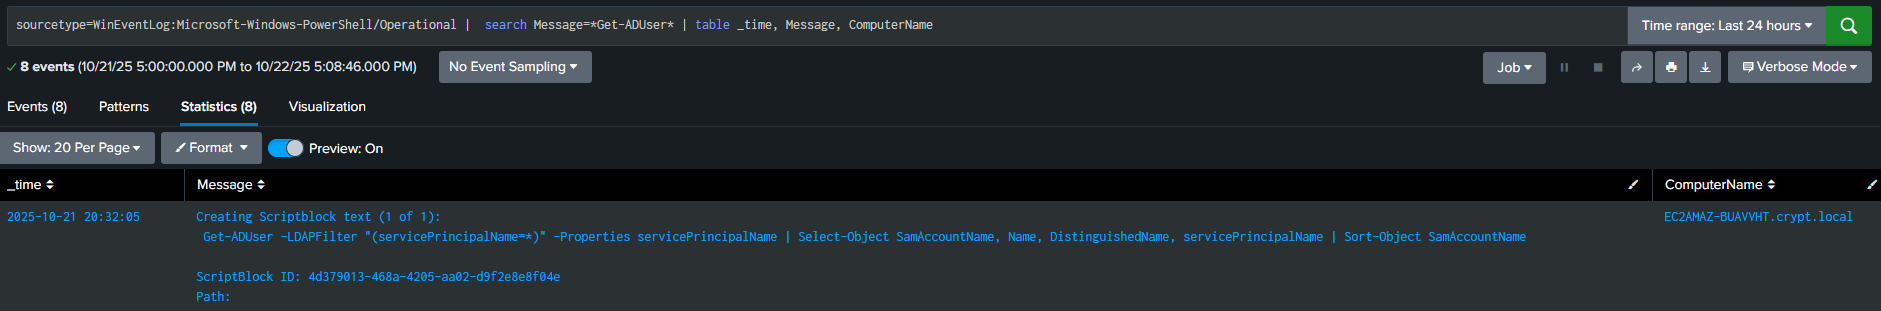 sourcetype=WinEventLog:Microsoft-Windows-PowerShell/Operational |  search Message=*Get-ADUser* | table _time, Message, ComputerName
Time range: Last 24 hours
8 events (10/21/25 5:00:00.000 PM to 10/22/25 5:08:46.000 PM)
No Event Sampling
Job
Verbose Mode
Events (8)
Patterns
Statistics (8)
Visualization
Show: 20 Per Page
Format
Preview: On
_time
Message
ComputerName
2025-10-21 20:32:05
Creating Scriptblock text (1 of 1):
EC2AMAZ-BUAVVHT.crypt.local
Get-ADUser -LDAPFilter "(servicePrincipalName=*)" -Properties servicePrincipalName | Select-Object SamAccountName, Name, DistinguishedName, servicePrincipalName | Sort-Object SamAccountName
ScriptBlock ID: 4d379013-468a-4205-aa02-d9f2e8e8f04e
Path: